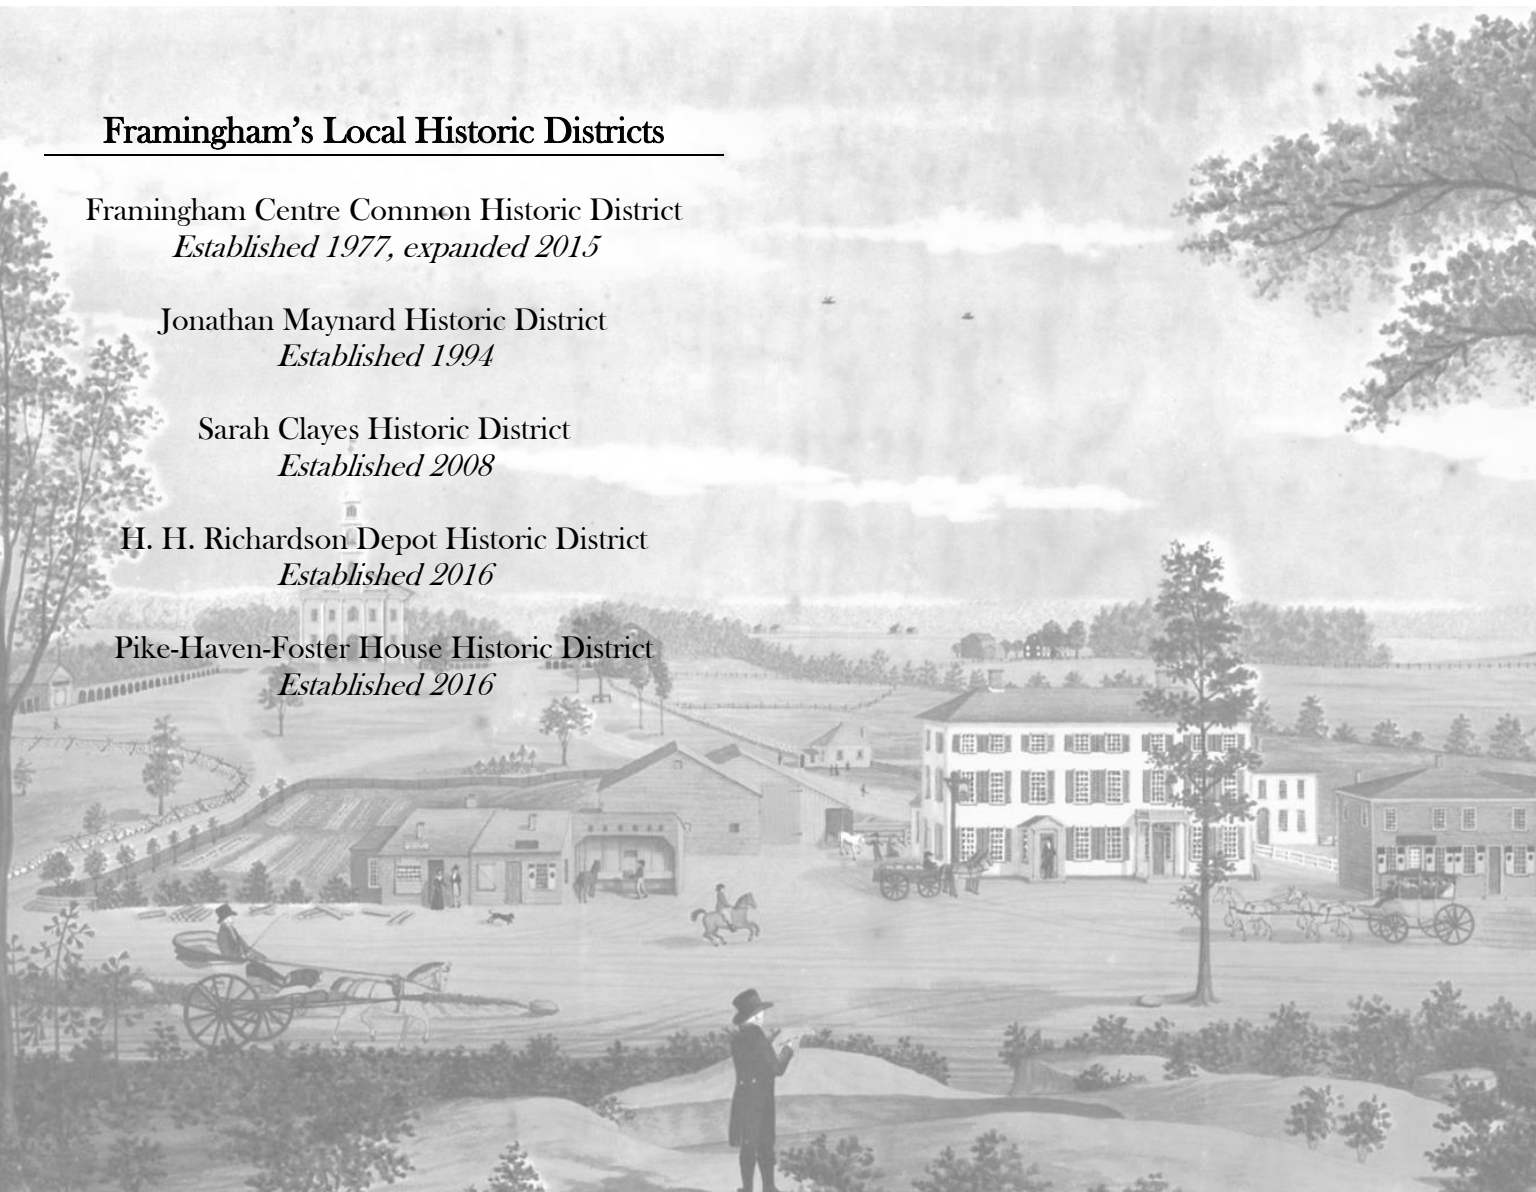 Framingham’s Local Historic Districts
Framingham Centre Common Historic District
Established 1977, expanded 2015
Jonathan Maynard Historic District
Established 1994
Sarah Clayes Historic District
Established 2008
H. H. Richardson Depot Historic District
Established 2016
Pike-Haven-Foster House Historic District
Established 2016